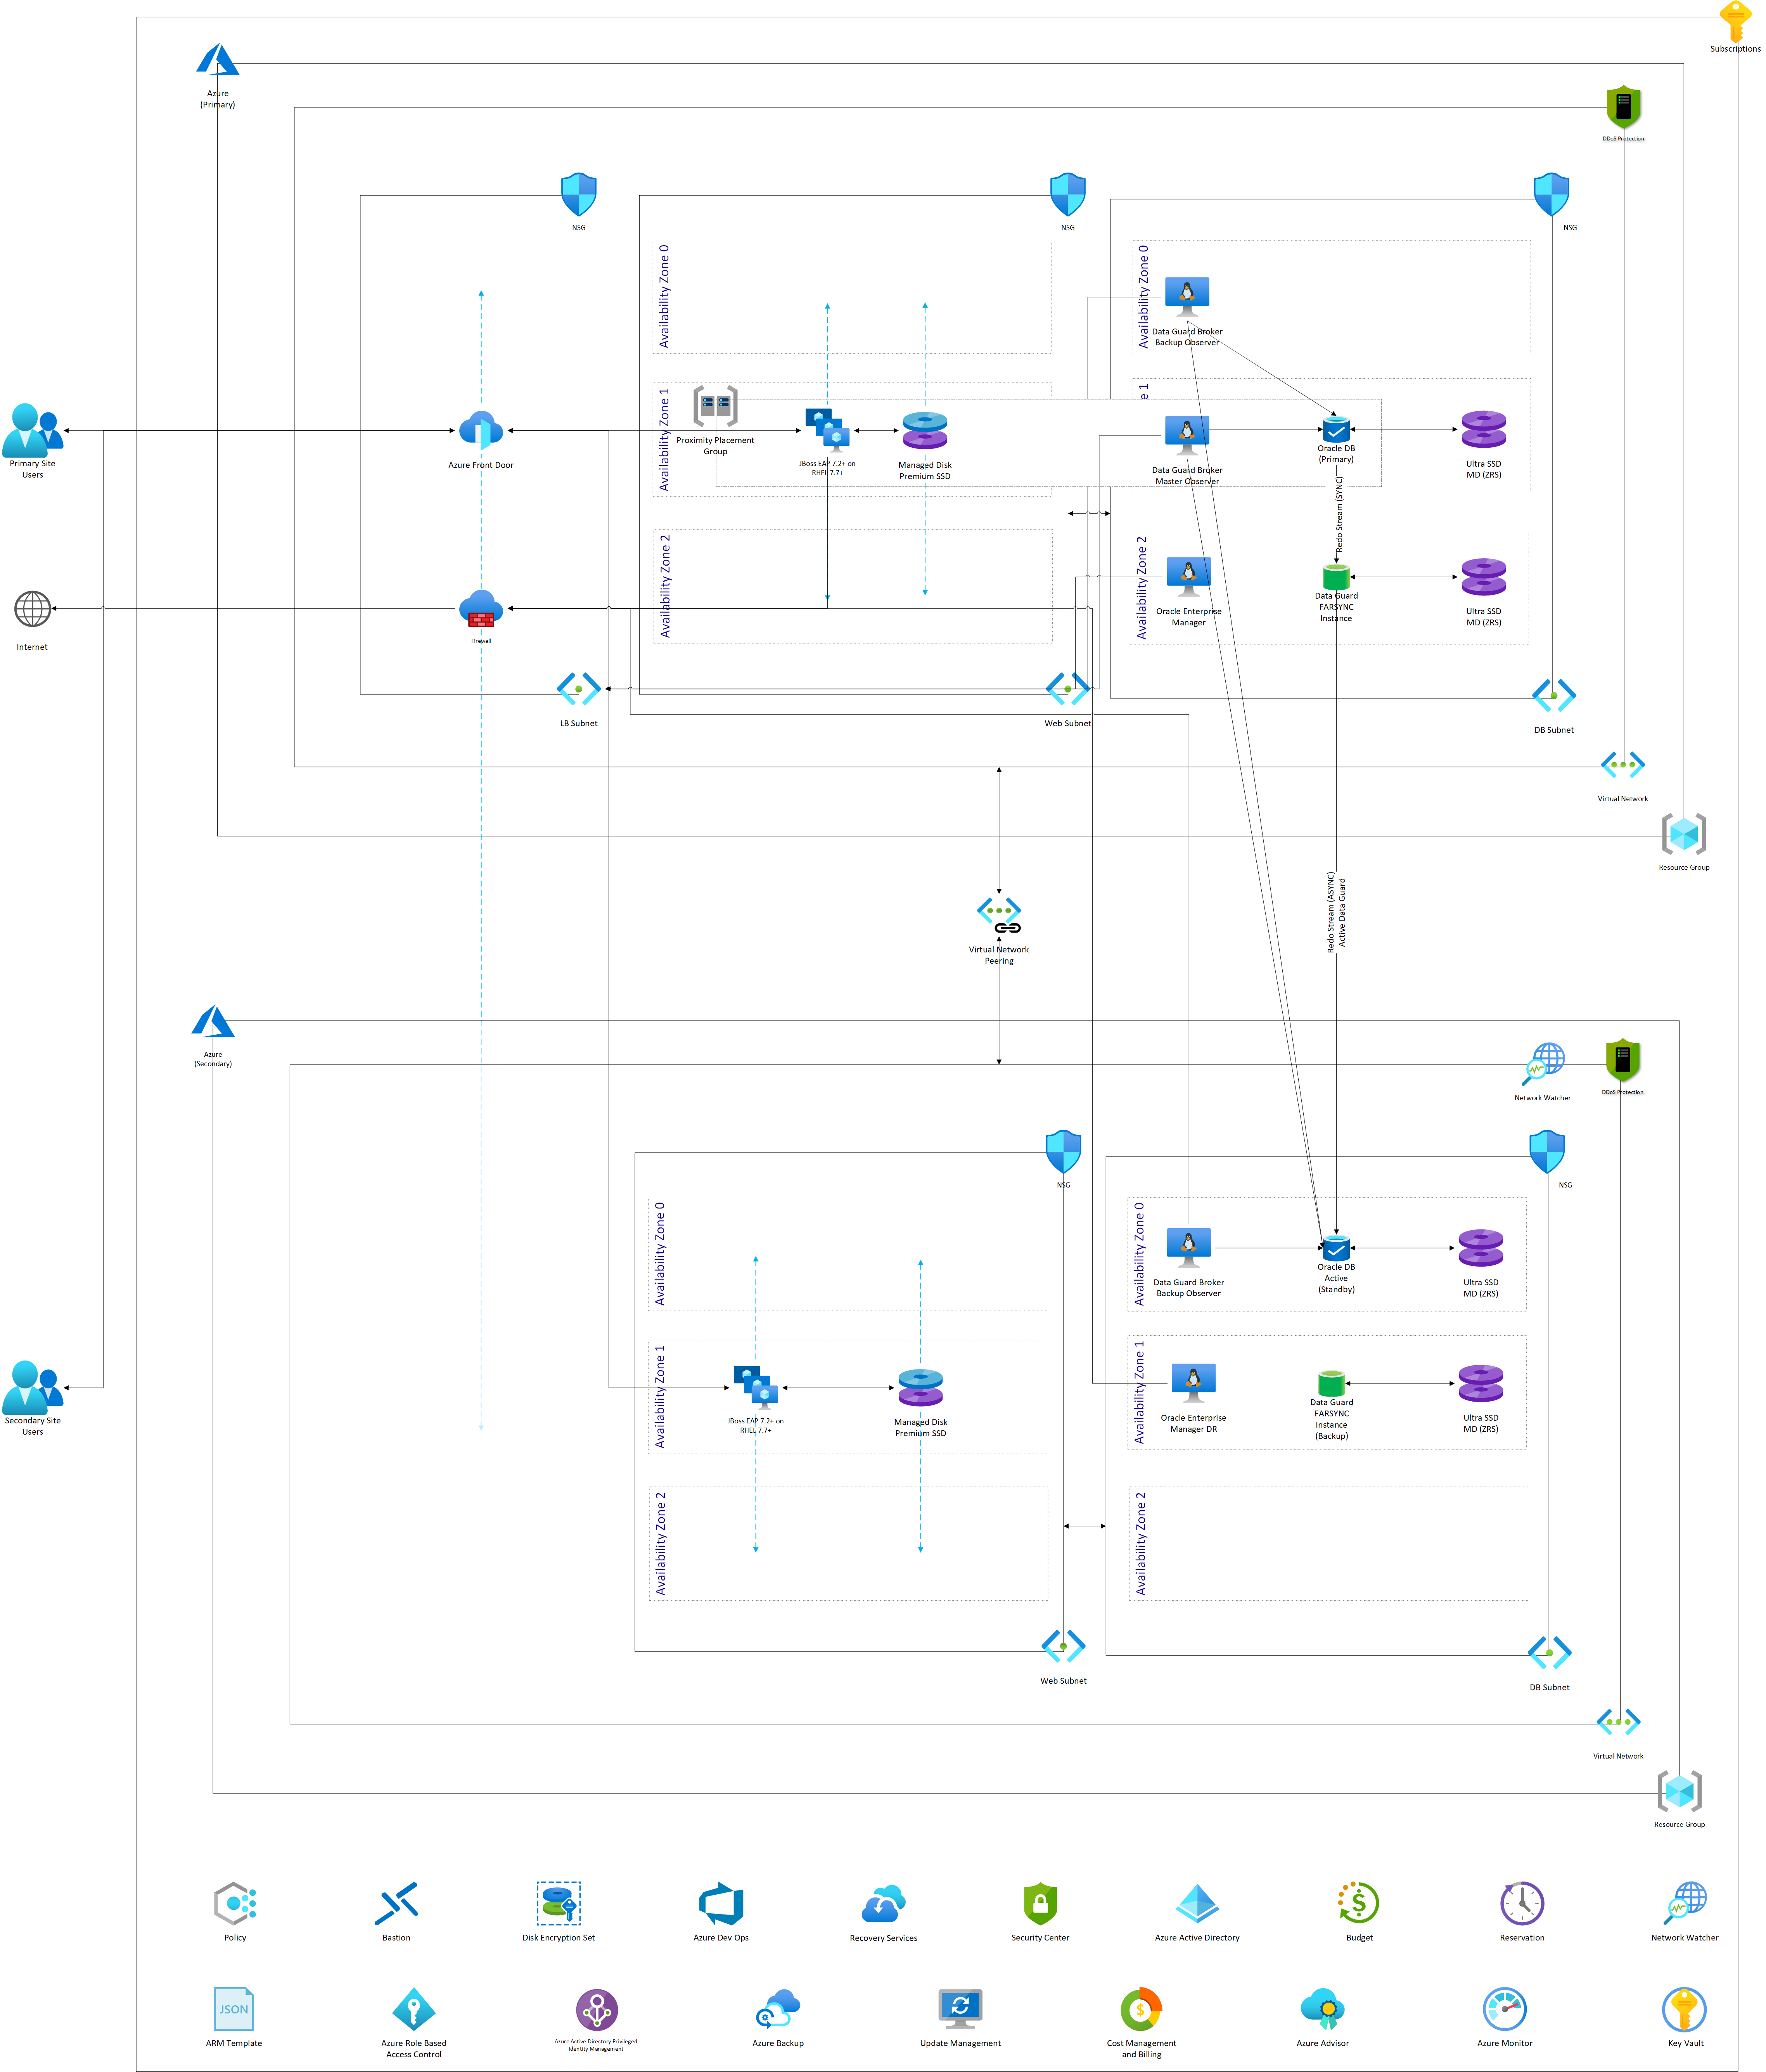 Subscriptions
Azure
(Primary)
DDoS Protection
NSG
NSG
NSG
Availability Zone 0
Availability Zone 0
Data Guard Broker
Backup Observer
Availability Zone 1
e 1
Proximity Placement
Group
JBoss EAP 7.2+ on
RHEL 7.7+
Managed Disk
Premium SSD
Data Guard Broker
Master Observer
Oracle DB
(Primary)
Ultra SSD
MD (ZRS)
Primary Site
Users
Azure Front Door
Redo Stream (SYNC)
Availability Zone 2
Availability Zone 2
Oracle Enterprise
Manager
Data Guard
FARSYNC
Instance
Ultra SSD
MD (ZRS)
Internet
Firewall
LB Subnet
Web Subnet
DB Subnet
Virtual Network
Resource Group
Redo Stream (ASYNC)
Active Data Guard
Virtual Network
Peering
Azure
(Secondary)
Network Watcher
DDoS Protection
NSG
NSG
Availability Zone 0
Availability Zone 0
Data Guard Broker
Backup Observer
Oracle DB
Active
(Standby)
Ultra SSD
MD (ZRS)
Availability Zone 1
Availability Zone 1
JBoss EAP 7.2+ on
RHEL 7.7+
Managed Disk
Premium SSD
Oracle Enterprise
Manager DR
Data Guard
FARSYNC
Instance
(Backup)
Ultra SSD
MD (ZRS)
Secondary Site
Users
Availability Zone 2
Availability Zone 2
Web Subnet
DB Subnet
Virtual Network
Resource Group
Policy
Bastion
Disk Encryption Set
Azure Dev Ops
Recovery Services
Security Center
Azure Active Directory
Budget
Reservation
Network Watcher
JSON
ARM Template
Azure Role Based
Access Control
Azure Active Directory Privileged
Identity Management
Azure Backup
Update Management
Cost Management
and Billing
Azure Advisor
Azure Monitor
Key Vault